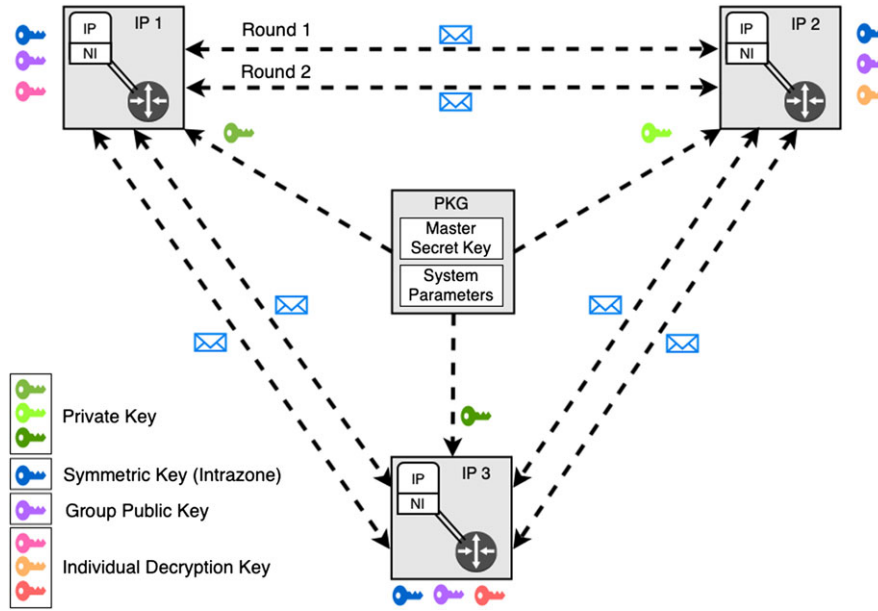 IP 1
IP
NI
Round 1
Round 2
IP 2
IP
NI
PKG
Master
Secret Key
System
Parameters
IP 3
IP
NI
Private Key
Symmetric Key (Intrazone)
Group Public Key
Individual Decryption Key